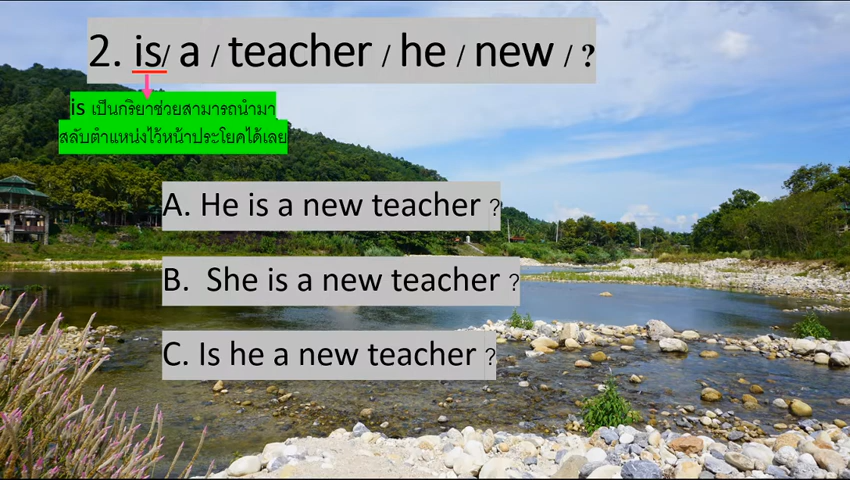 2. is/ a / teacher / he / new / ?
is เป็นกริยาช่วยสามารถนำมา
สลับตำแหน่งไว้หน้าประโยคได้เลย
A. He is a new teacher ?
B. She is a new teacher ?
C. Is he a new teacher ?